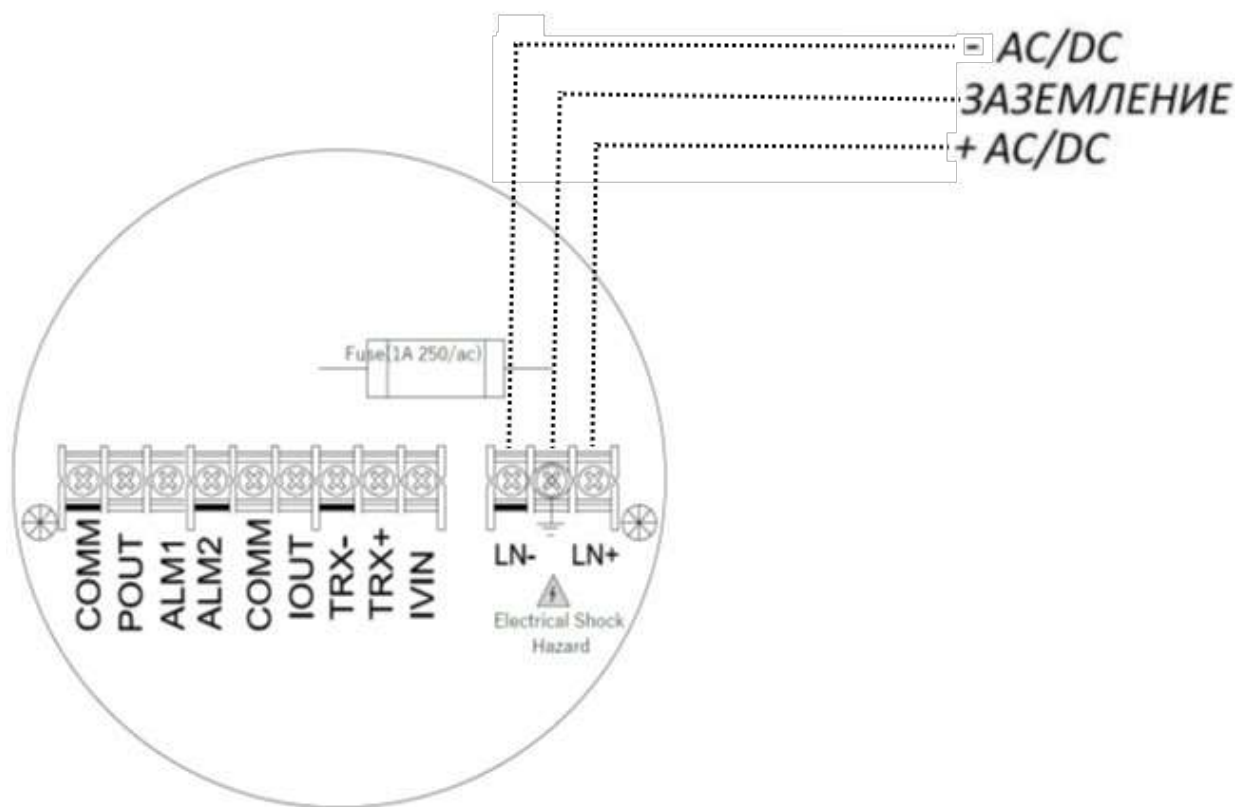 - AC/DC
ЗАЗЕМЛЕНИЕ
+ AC/DC
Fuse(1A 250/ac)
COMM
POUT
ALM1
ALM2
COMM
IOUT
TRX-
TRX+
IVIN
LN- LN+
Electrical Shock
Hazard